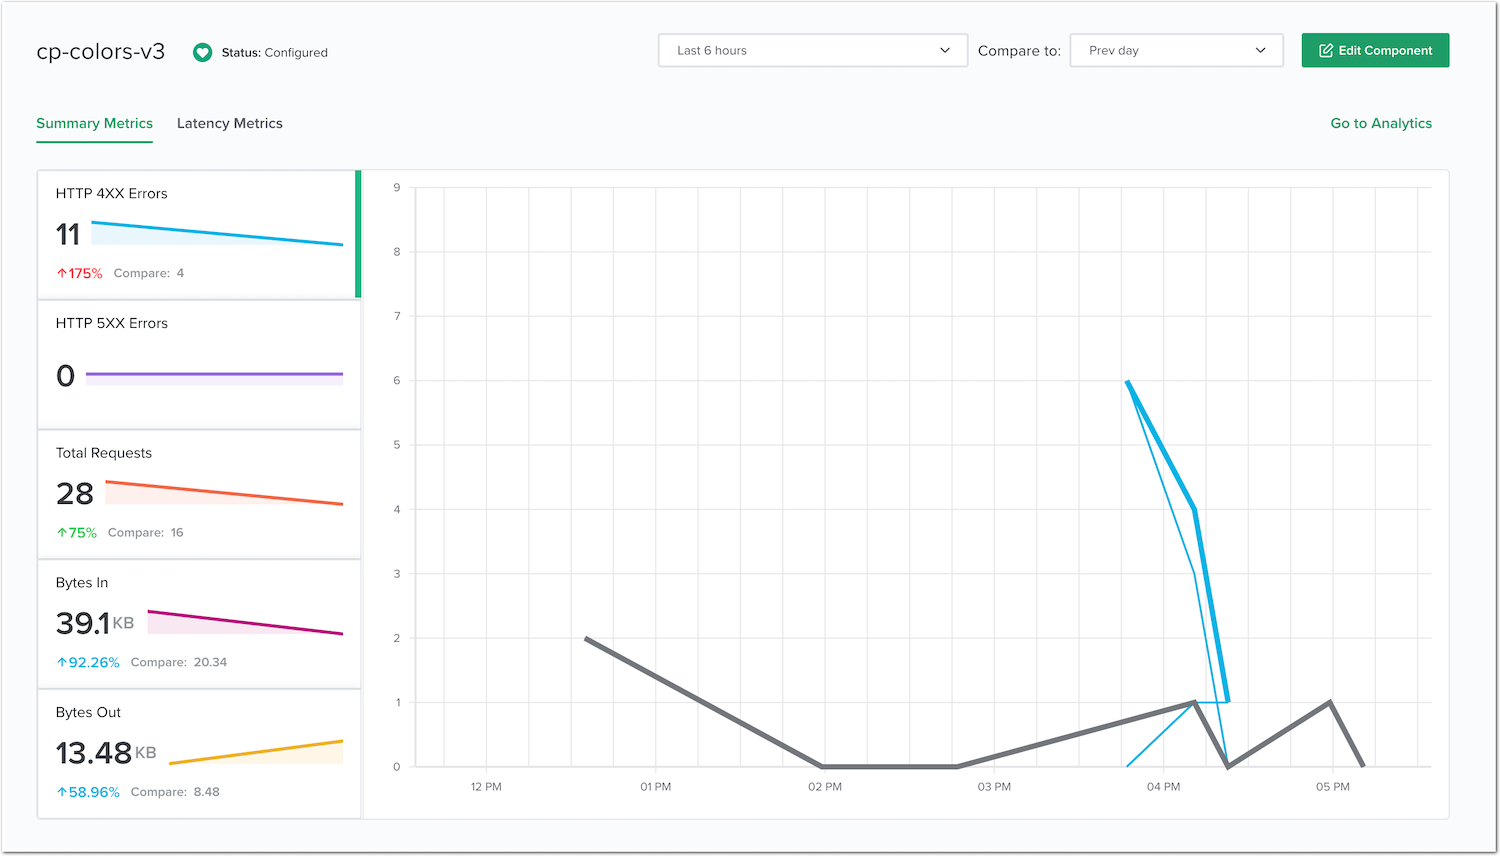 cp-colors-v3
Status: Configured
Last 6 hours
Compare to:
Prev day
Edit Component
Summary Metrics
Latency Metrics
Go to Analytics
HTTP 4XX Errors
11
↑175% Compare: 4
HTTP 5XX Errors
0
Total Requests
28
↑75% Compare: 16
Bytes In
39.1 KB
↑92.26% Compare: 20.34
Bytes Out
13.48 KB
↑58.96% Compare: 8.48
9
8
7
6
5
4
3
2
1
0
12 PM 01 PM 02 PM 03 PM 04 PM 05 PM